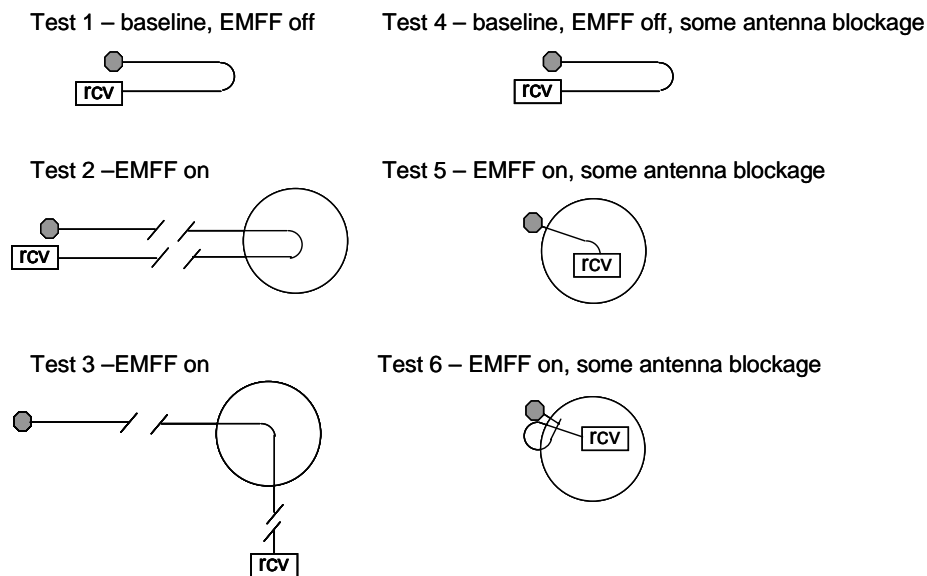 Test 1 – baseline, EMFF off
rcv
Test 4 – baseline, EMFF off, some antenna blockage
rcv
Test 2 –EMFF on
rcv
Test 5 – EMFF on, some antenna blockage
rcv
Test 3 –EMFF on
rcv
Test 6 – EMFF on, some antenna blockage
rcv